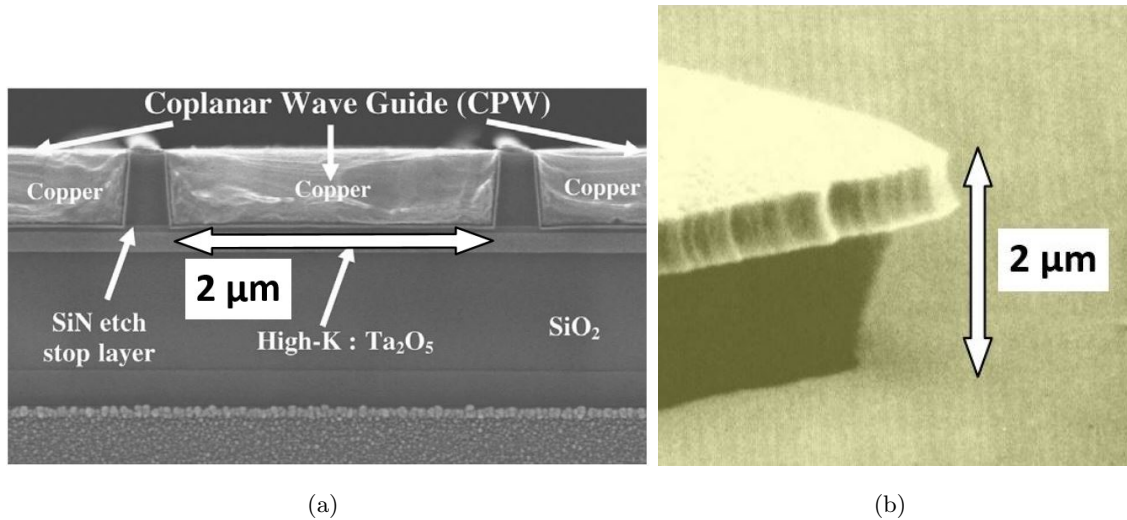 Coplanar Wave Guide (CPW)
Copper
Copper
Copper
2 µm
SiN etch
stop layer
High-K : Ta₂O₅
SiO₂
(a)
2 µm
(b)